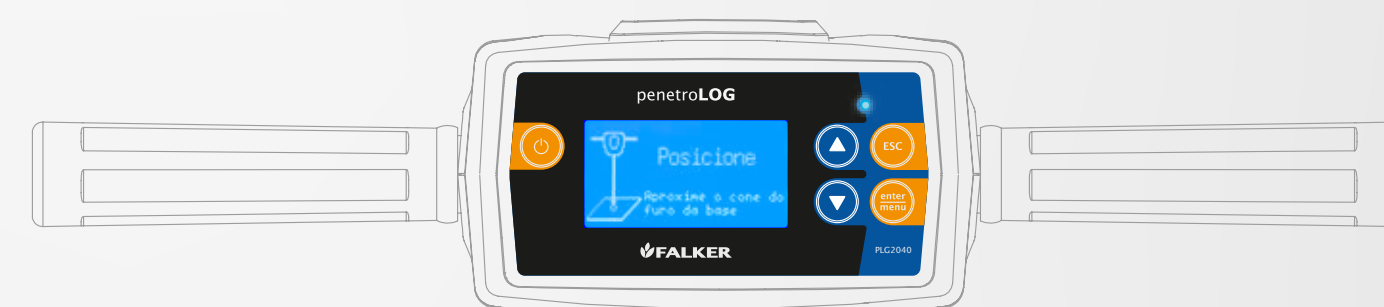 penetroLOG
Posicione
Aproxime o cone do
furo da base
ESC
enter
menu
FALKER
PLG2040